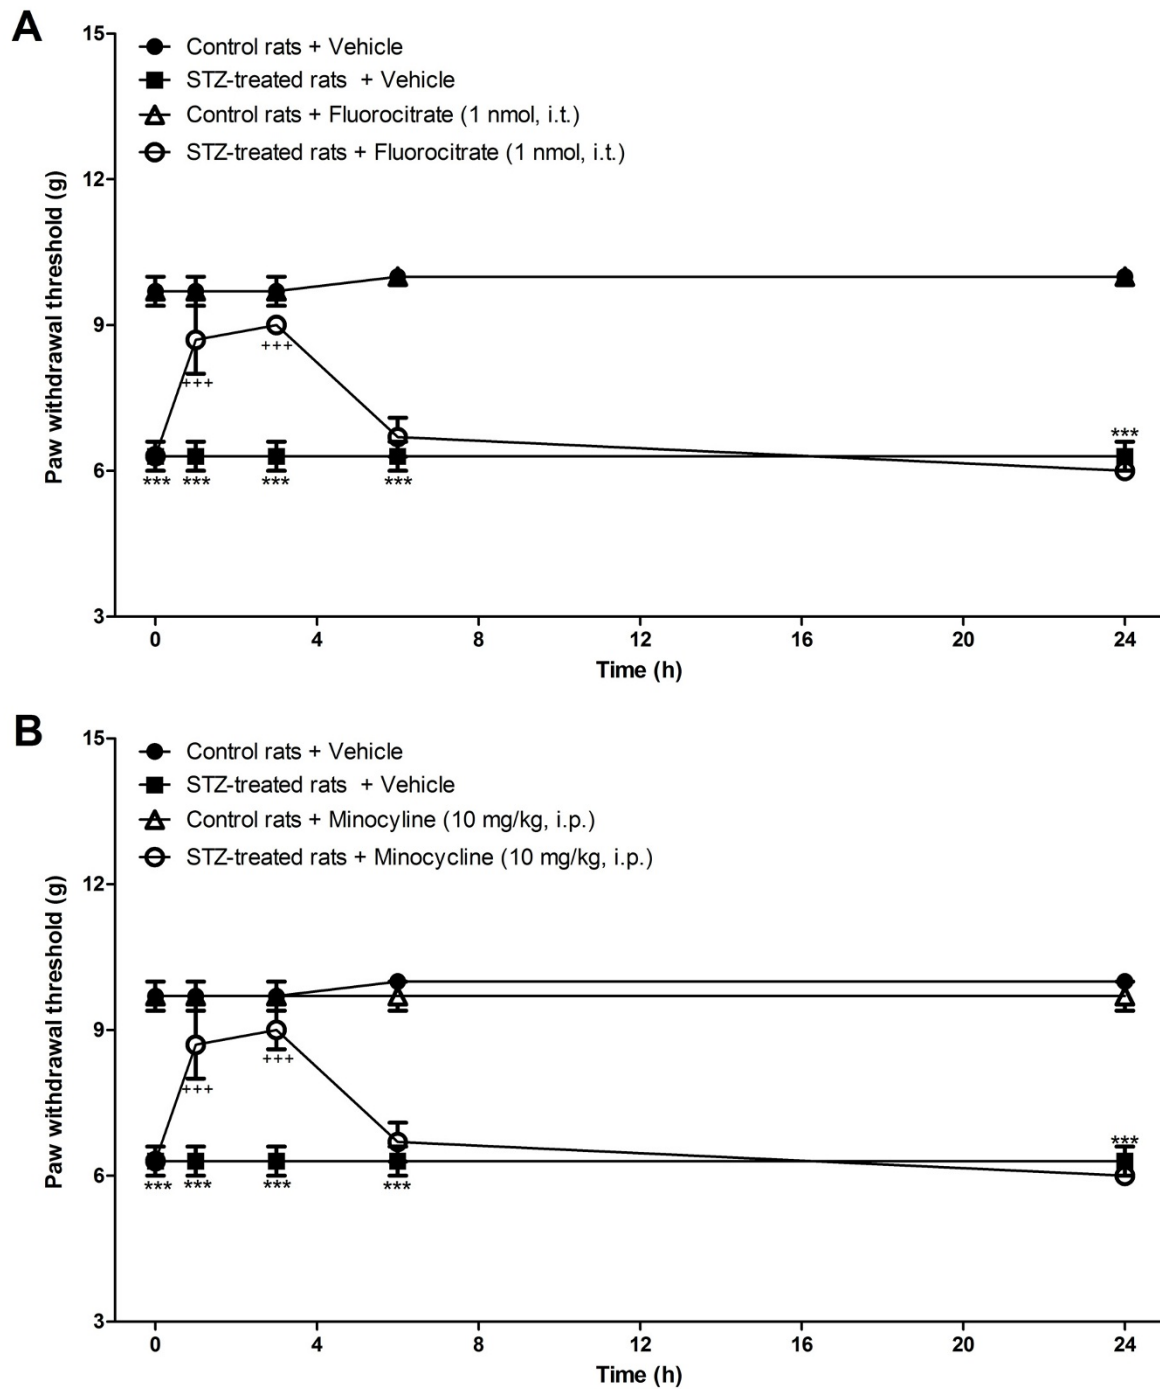 A
15
Control rats + Vehicle
STZ-treated rats + Vehicle
Control rats + Fluorocitrate (1 nmol, i.t.)
STZ-treated rats + Fluorocitrate (1 nmol, i.t.)
12
Paw withdrawal threshold (g)
9
+++
+++
***
6
*** *** *** ***
3
0 4 8 12 16 20 24
Time (h)
B
15
Control rats + Vehicle
STZ-treated rats + Vehicle
Control rats + Minocyline (10 mg/kg, i.p.)
STZ-treated rats + Minocycline (10 mg/kg, i.p.)
12
Paw withdrawal threshold (g)
9
+++
+++
***
6
*** *** *** ***
3
0 4 8 12 16 20 24
Time (h)